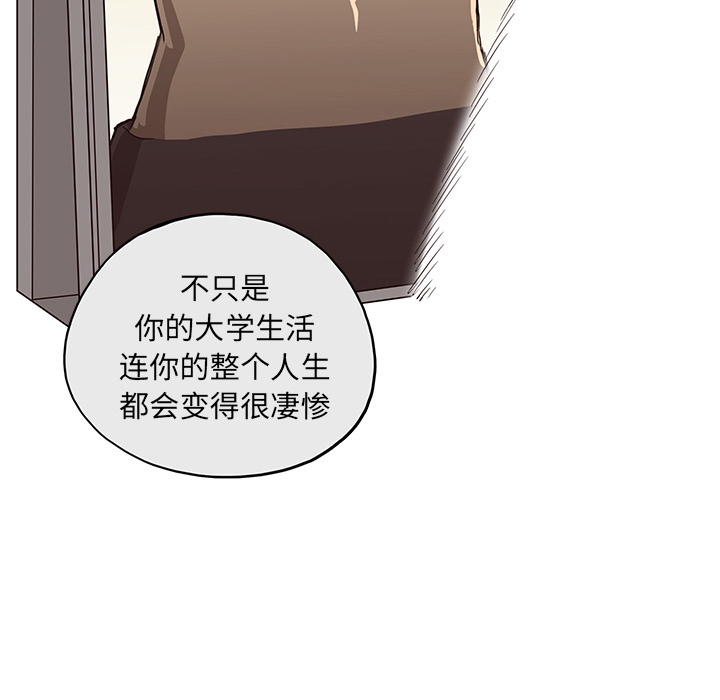 不只是
你的大学生活
连你的整个人生
都会变得很凄惨